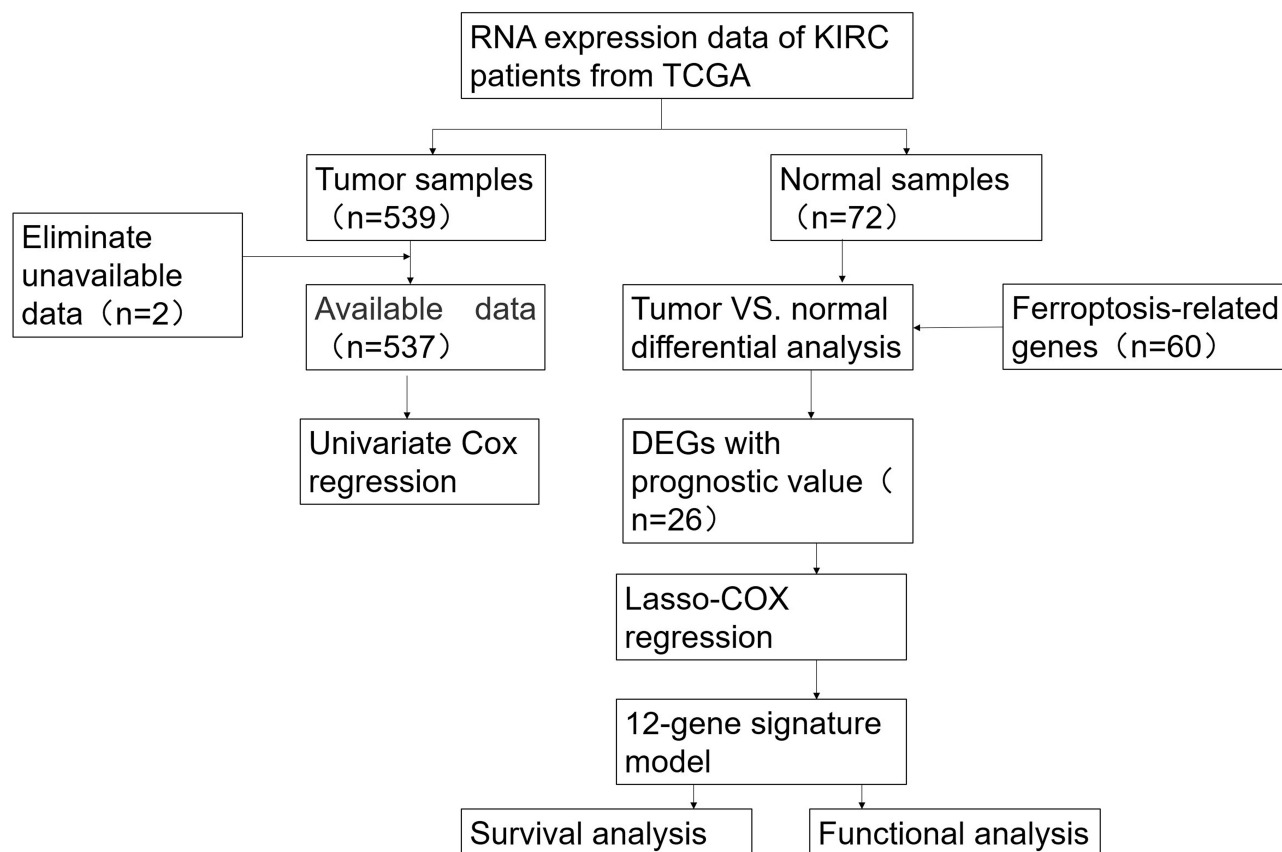 RNA expression data of KIRC
patients from TCGA
Tumor samples
（n=539）
Normal samples
（n=72）
Eliminate
unavailable
data（n=2）
Available data
（n=537）
Tumor VS. normal
differential analysis
Ferroptosis-related
genes（n=60）
Univariate Cox
regression
DEGs with
prognostic value（
n=26）
Lasso-COX
regression
12-gene signature
model
Survival analysis
Functional analysis